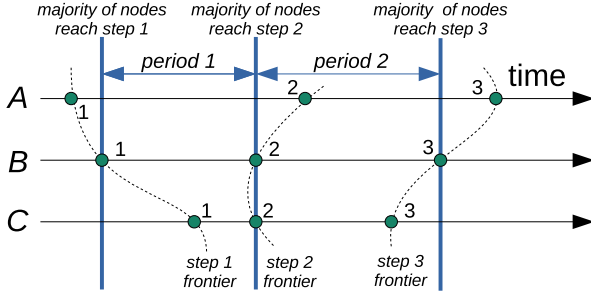 majority of nodes
reach step 1
majority of nodes
reach step 2
majority of nodes
reach step 3
period 1
period 2
time
A
1
2
3
B
1
2
3
C
1
2
3
step 1
frontier
step 2
frontier
step 3
frontier